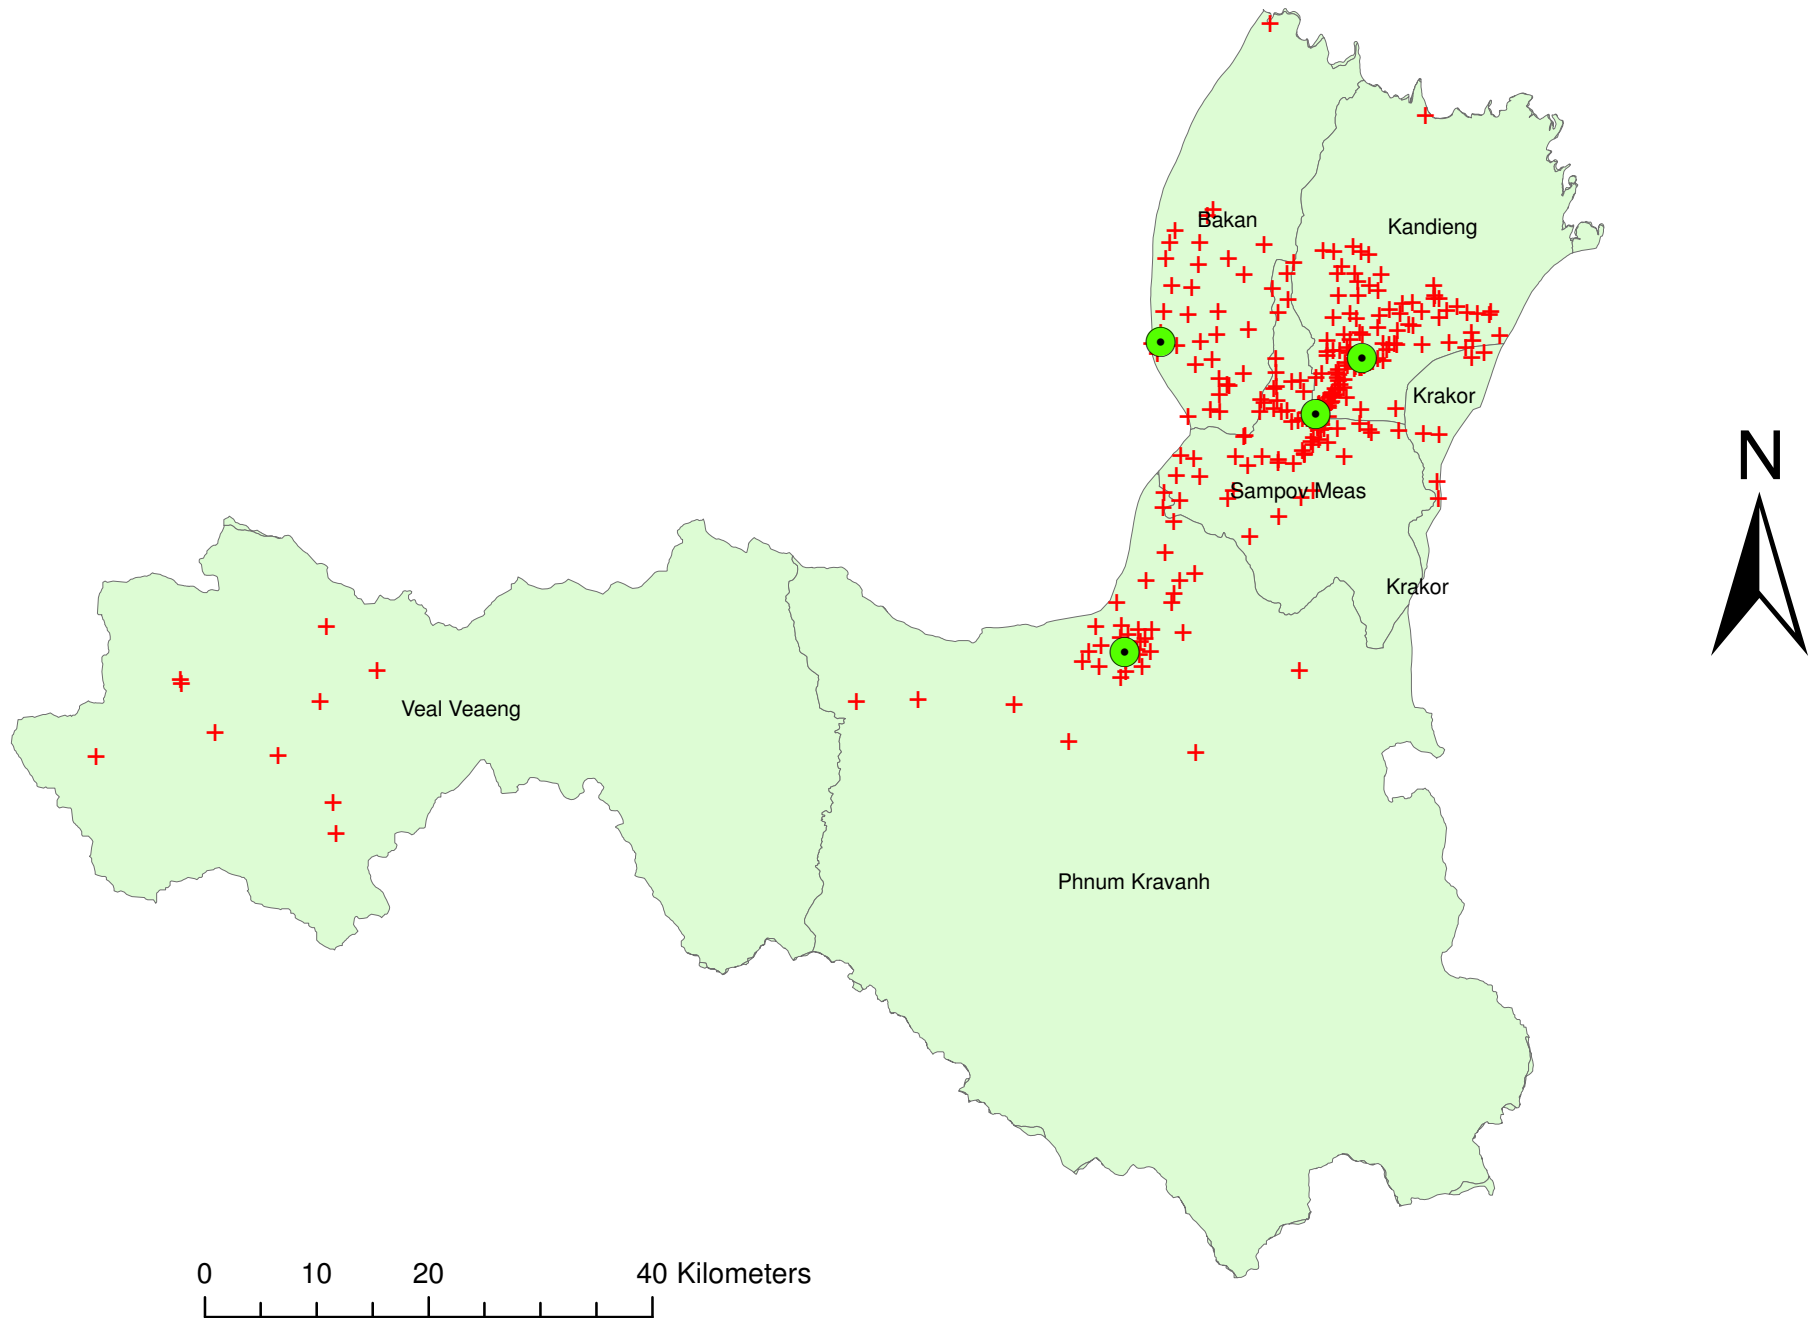 Bakan
Kandieng
Krakor
N
Sampov Meas
Krakor
Veal Veaeng
Phnum Kravanh
0 10 20 40 Kilometers